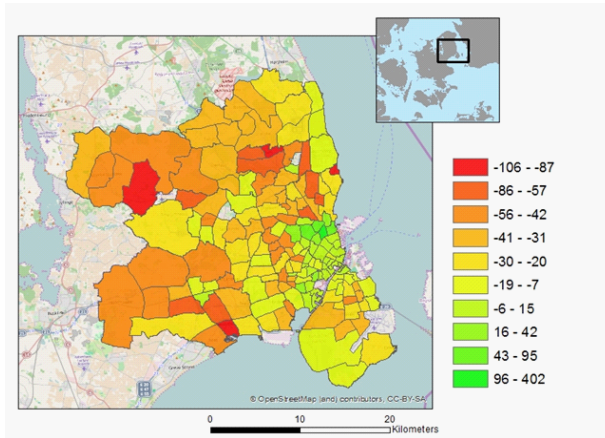 -106 - -87
-86 - -57
-56 - -42
-41 - -31
-30 - -20
-19 - -7
-6 - 15
16 - 42
43 - 95
96 - 402
© OpenStreetMap (and) contributors, CC-BY-SA
0 10 20
Kilometers